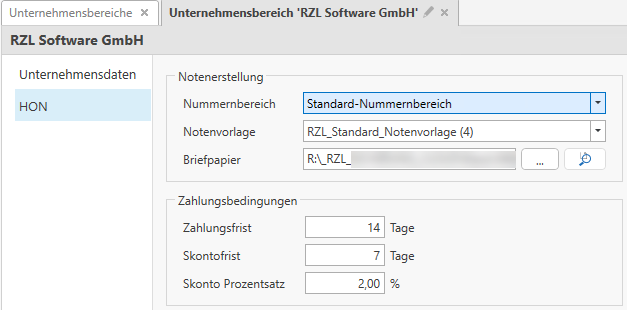 Unternehmensbereiche ×
Unternehmensbereich 'RZL Software GmbH' ×
RZL Software GmbH
Unternehmensdaten
HON
Notenerstellung
Nummernbereich Standard-Nummernbereich
Notenvorlage RZL_Standard_Notenvorlage (4)
Briefpapier R:\_RZL_ ...
Zahlungsbedingungen
Zahlungsfrist 14 Tage
Skontofrist 7 Tage
Skonto Prozentsatz 2,00 %